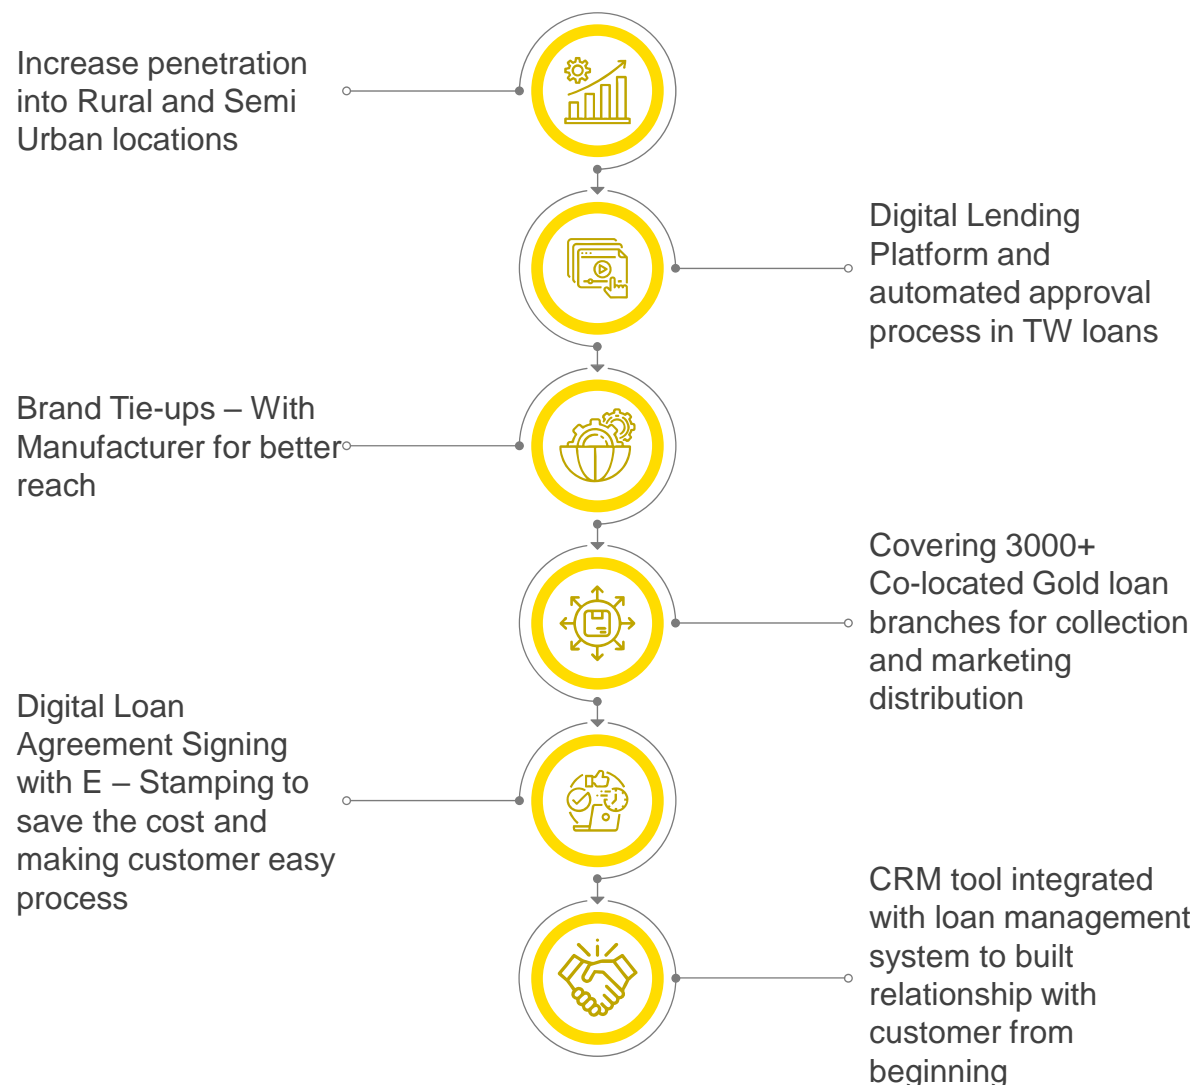 Increase penetration
into Rural and Semi
Urban locations
Digital Lending
Platform and
automated approval
process in TW loans
Brand Tie-ups – With
Manufacturer for better
reach
Covering 3000+
Co-located Gold loan
branches for collection
and marketing
distribution
Digital Loan
Agreement Signing
with E – Stamping to
save the cost and
making customer easy
process
CRM tool integrated
with loan management
system to built
relationship with
customer from
beginning